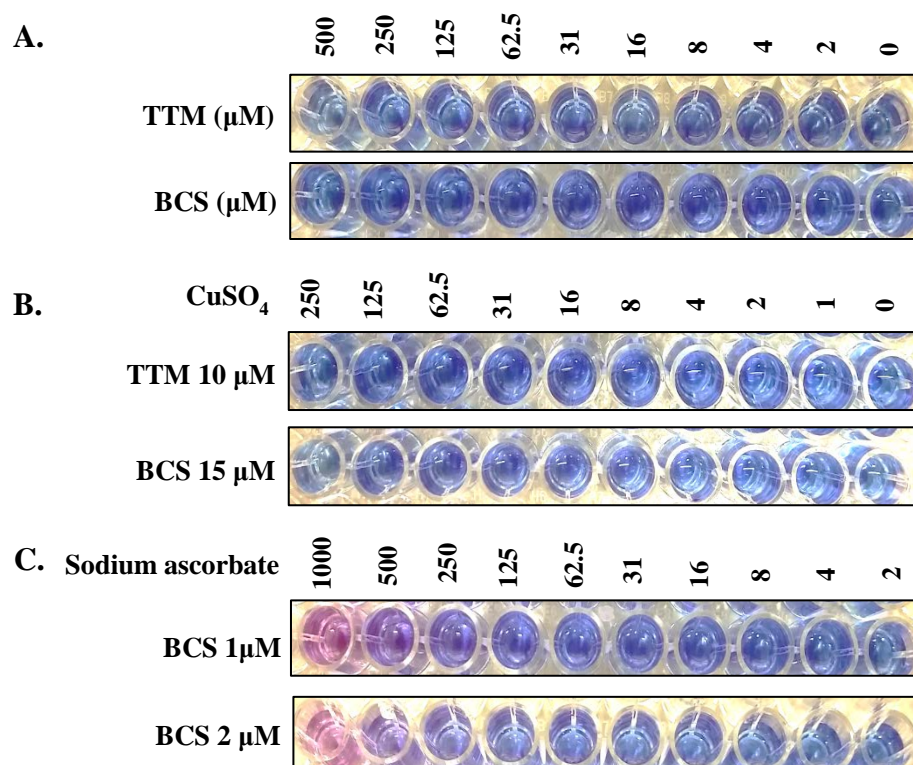 A.
500 250 125 62.5 31 16 8 4 2 0
TTM (μM)
BCS (μM)
B.
CuSO₄ 250 125 62.5 31 16 8 4 2 1 0
TTM 10 μM
BCS 15 μM
C.
Sodium ascorbate 1000 500 250 125 62.5 31 16 8 4 2
BCS 1μM
BCS 2 μM